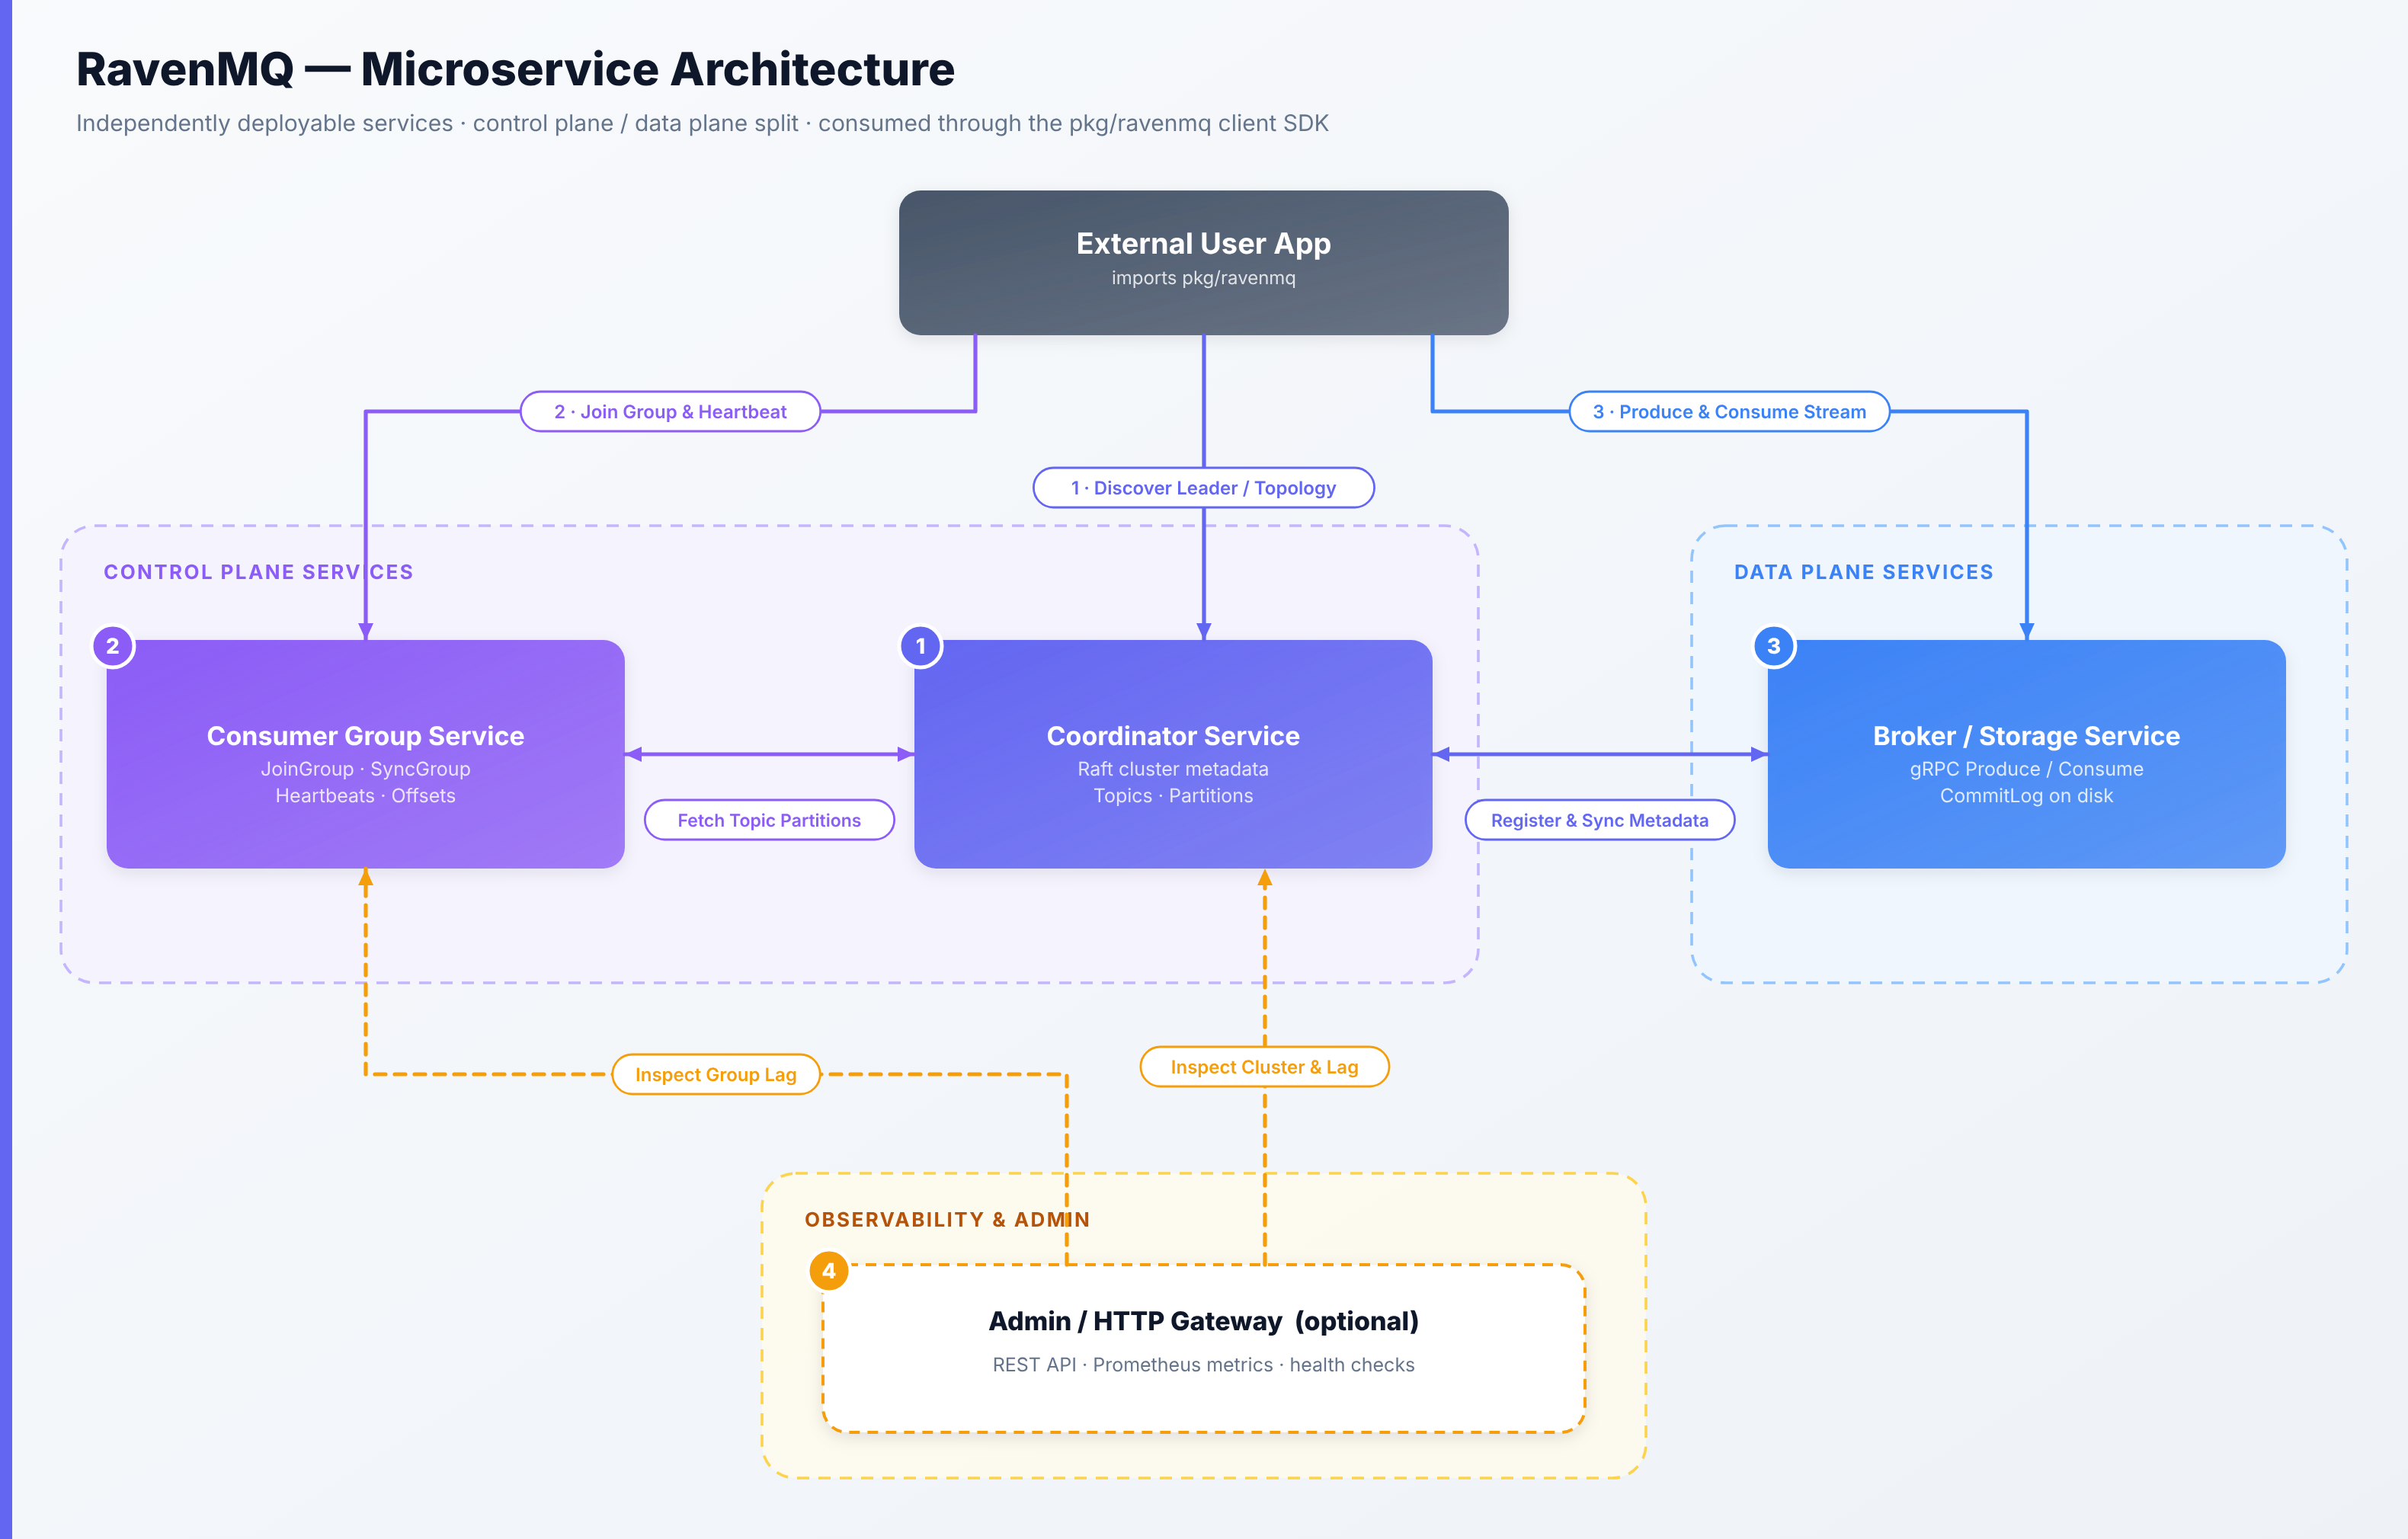 RavenMQ — Microservice Architecture
Independently deployable services · control plane / data plane split · consumed through the pkg/ravenmq client SDK
External User App
imports pkg/ravenmq
2 · Join Group & Heartbeat
3 · Produce & Consume Stream
1 · Discover Leader / Topology
CONTROL PLANE SERVICES
DATA PLANE SERVICES
2
Consumer Group Service
JoinGroup · SyncGroup
Heartbeats · Offsets
1
Coordinator Service
Raft cluster metadata
Topics · Partitions
3
Broker / Storage Service
gRPC Produce / Consume
CommitLog on disk
Fetch Topic Partitions
Register & Sync Metadata
Inspect Group Lag
Inspect Cluster & Lag
OBSERVABILITY & ADMIN
4
Admin / HTTP Gateway (optional)
REST API · Prometheus metrics · health checks